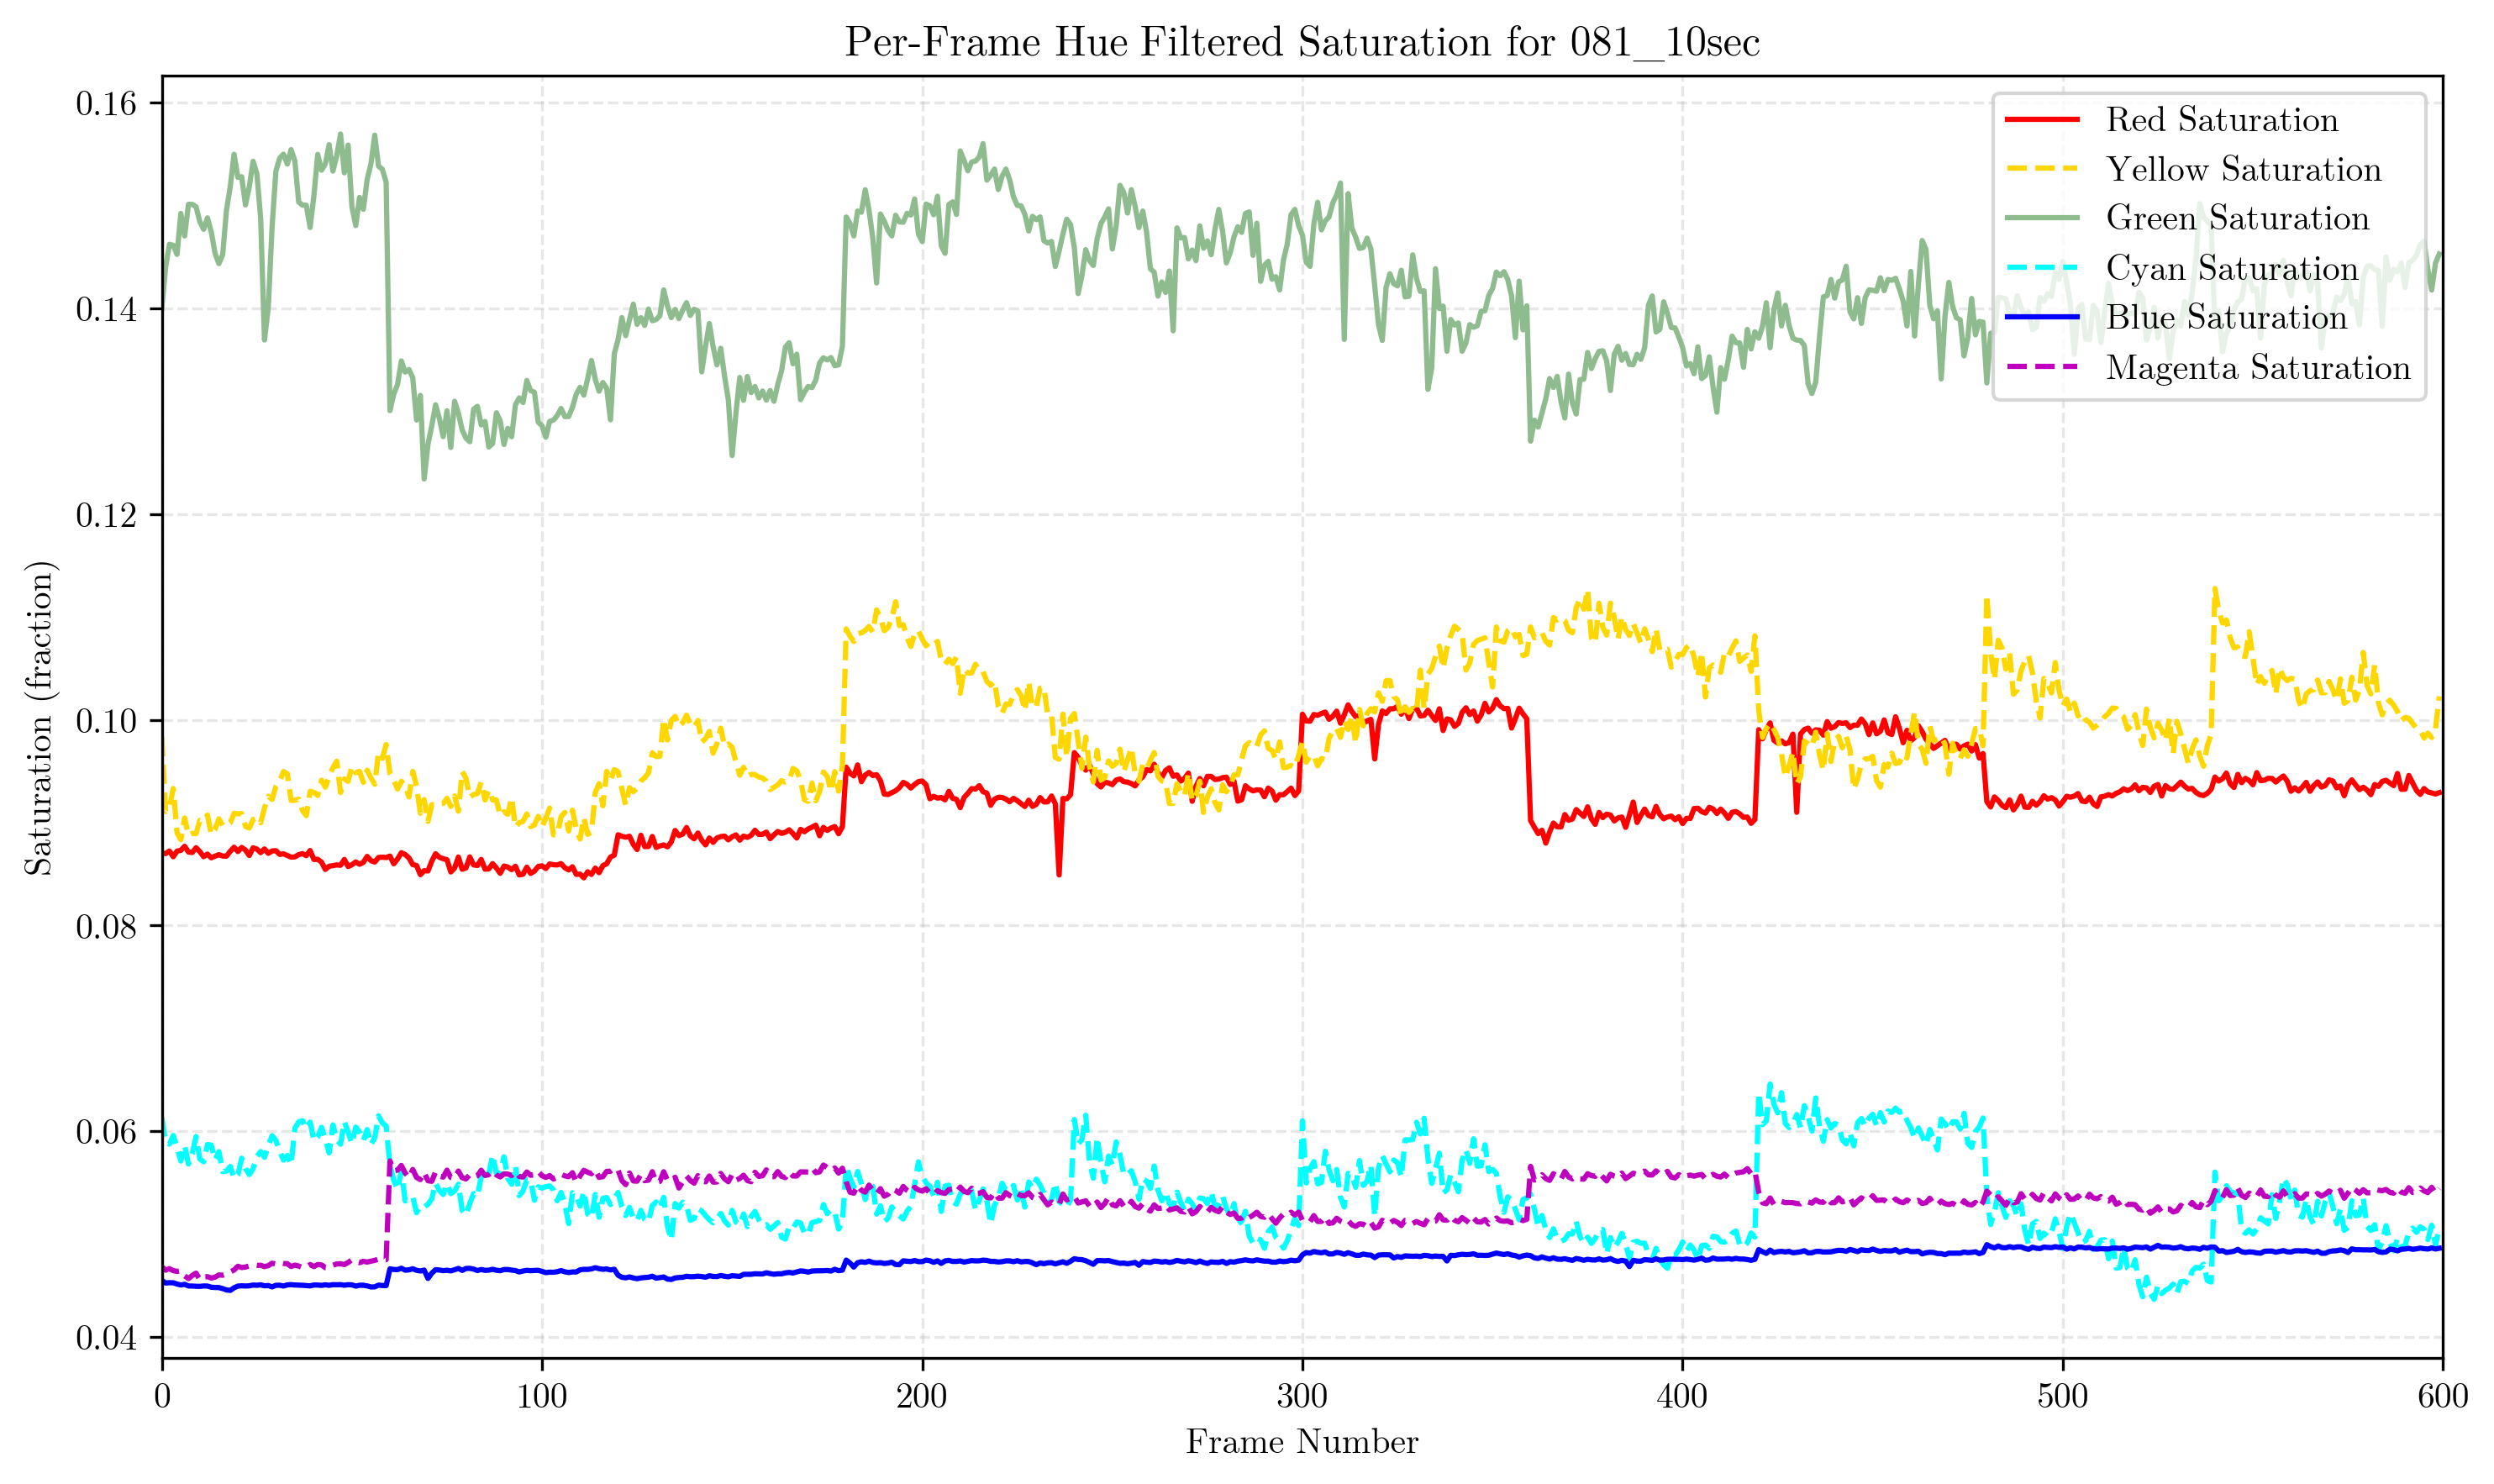 Per-Frame Hue Filtered Saturation for 081_10sec
Saturation (fraction)
0.16
0.14
0.12
0.10
0.08
0.06
0.04
Red Saturation
Yellow Saturation
Green Saturation
Cyan Saturation
Blue Saturation
Magenta Saturation
0 100 200 300 400 500 600
Frame Number